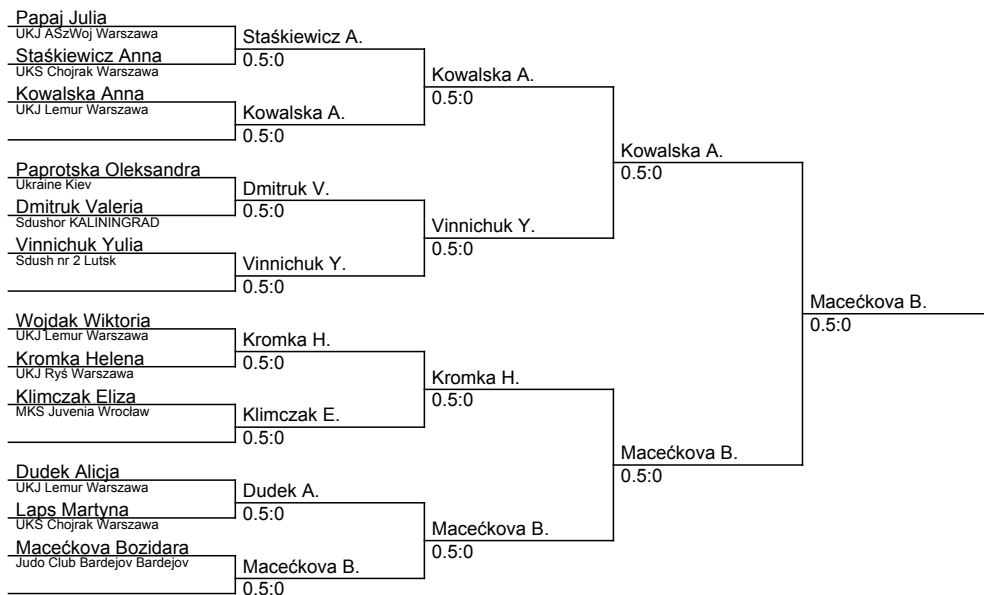 Papaj Julia
UKJ ASzWoj Warszawa
Staśkiewicz Anna
UKS Chojrak Warszawa
Kowalska Anna
UKJ Lemur Warszawa
Paprotska Oleksandra
Ukraine Kiev
Dmitruk Valeria
Sdushor KALININGRAD
Vinnichuk Yulia
Sdush nr 2 Lutsk
Wojdak Wiktoria
UKJ Lemur Warszawa
Kromka Helena
UKJ Ryś Warszawa
Klimczak Eliza
MKS Juvenia Wrocław
Dudek Alicja
UKJ Lemur Warszawa
Laps Martyna
UKS Chojrak Warszawa
Macećkova Bozidara
Judo Club Bardejov Bardejov
Staśkiewicz A.
0.5:0
Kowalska A.
0.5:0
Dmitruk V.
0.5:0
Vinnichuk Y.
0.5:0
Kromka H.
0.5:0
Klimczak E.
0.5:0
Dudek A.
0.5:0
Macećkova B.
0.5:0
Kowalska A.
0.5:0
Vinnichuk Y.
0.5:0
Kromka H.
0.5:0
Macećkova B.
0.5:0
Kowalska A.
0.5:0
Macećkova B.
0.5:0
Macećkova B.
0.5:0